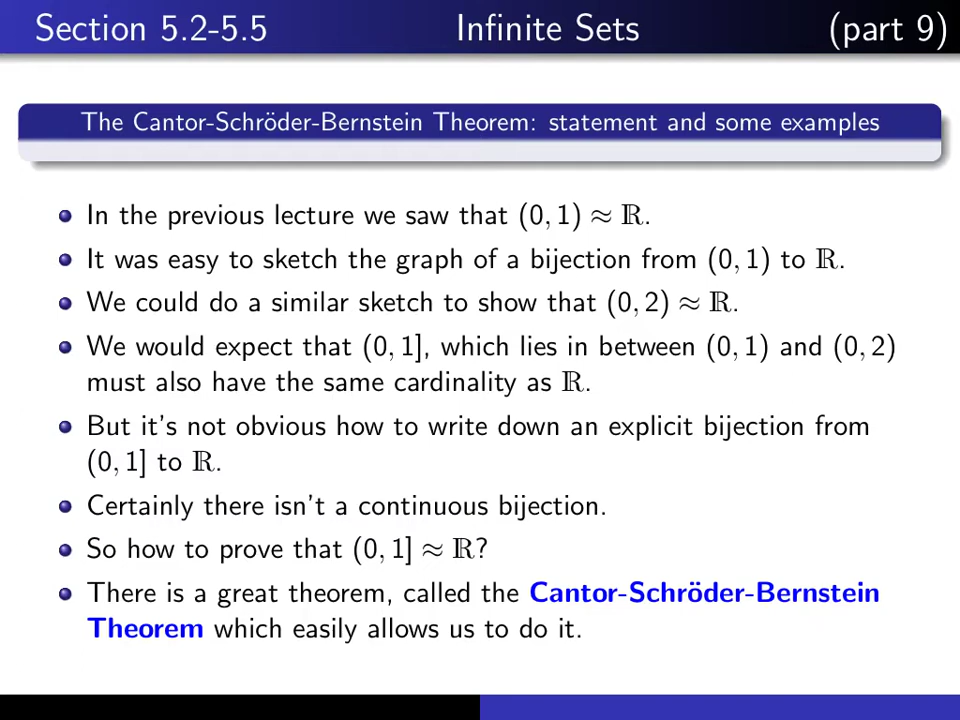 Section 5.2-5.5 Infinite Sets (part 9)
The Cantor-Schröder-Bernstein Theorem: statement and some examples
In the previous lecture we saw that (0, 1) ≈ ℝ.
It was easy to sketch the graph of a bijection from (0, 1) to ℝ.
We could do a similar sketch to show that (0, 2) ≈ ℝ.
We would expect that (0, 1], which lies in between (0, 1) and (0, 2)
must also have the same cardinality as ℝ.
But it's not obvious how to write down an explicit bijection from
(0, 1] to ℝ.
Certainly there isn't a continuous bijection.
So how to prove that (0, 1] ≈ ℝ?
There is a great theorem, called the Cantor-Schröder-Bernstein
Theorem which easily allows us to do it.